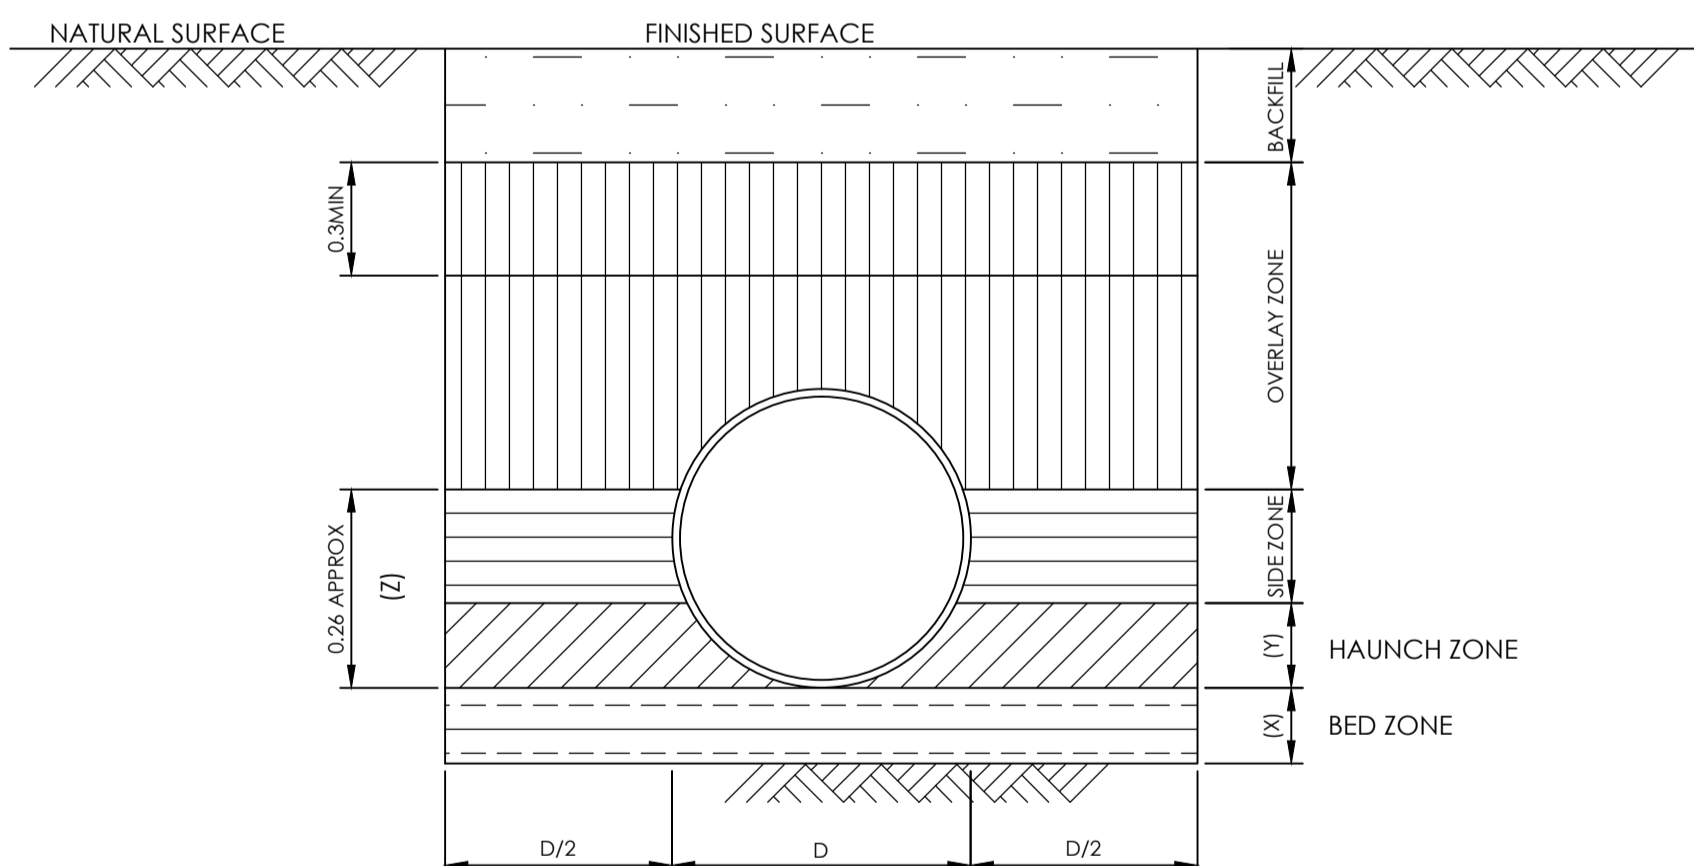 NATURAL SURFACE
FINISHED SURFACE
BACKFILL
0.3MIN
OVERLAY ZONE
0.26 APPROX
(Z)
SIDE ZONE
(Y)
HAUNCH ZONE
(X)
BED ZONE
D/2
D
D/2